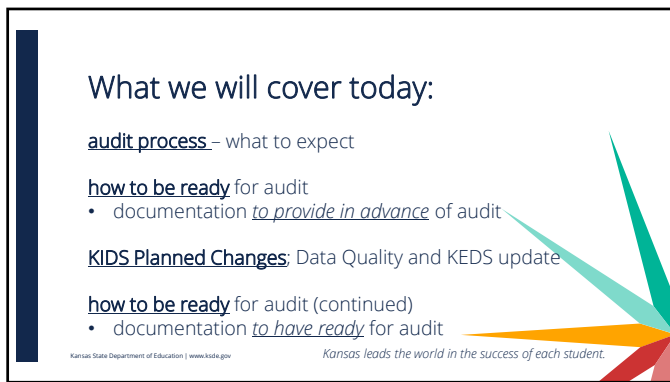 What we will cover today:
audit process – what to expect
how to be ready for audit
• documentation to provide in advance of audit
KIDS Planned Changes; Data Quality and KEDS update
how to be ready for audit (continued)
• documentation to have ready for audit
Kansas State Department of Education | www.ksde.gov
Kansas leads the world in the success of each student.